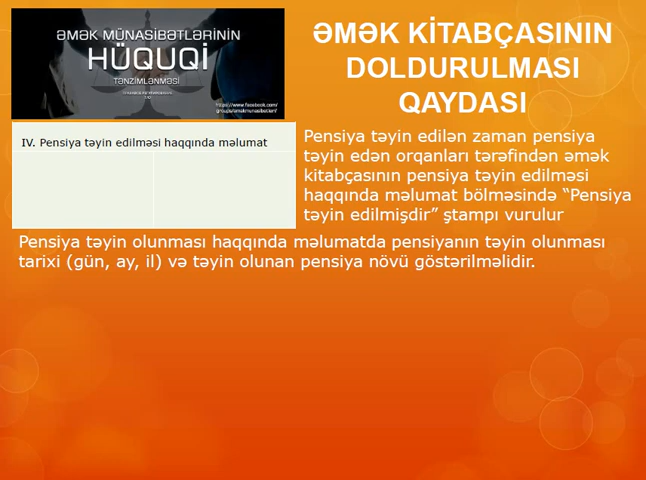 ƏMƏK MÜNASİBƏTLƏRİNİN
HÜQUQİ
TƏNZİMLƏNMƏSİ
https://www.facebook.com/
groups/emekmunasibetleri/
ƏMƏK KİTABÇASININ
DOLDURULMASI
QAYDASI
IV. Pensiya təyin edilməsi haqqında məlumat
Pensiya təyin edilən zaman pensiya
təyin edən orqanları tərəfindən əmək
kitabçasının pensiya təyin edilməsi
haqqında məlumat bölməsində “Pensiya
təyin edilmişdir” ştampı vurulur
Pensiya təyin olunması haqqında məlumatda pensiyanın təyin olunması
tarixi (gün, ay, il) və təyin olunan pensiya növü göstərilməlidir.